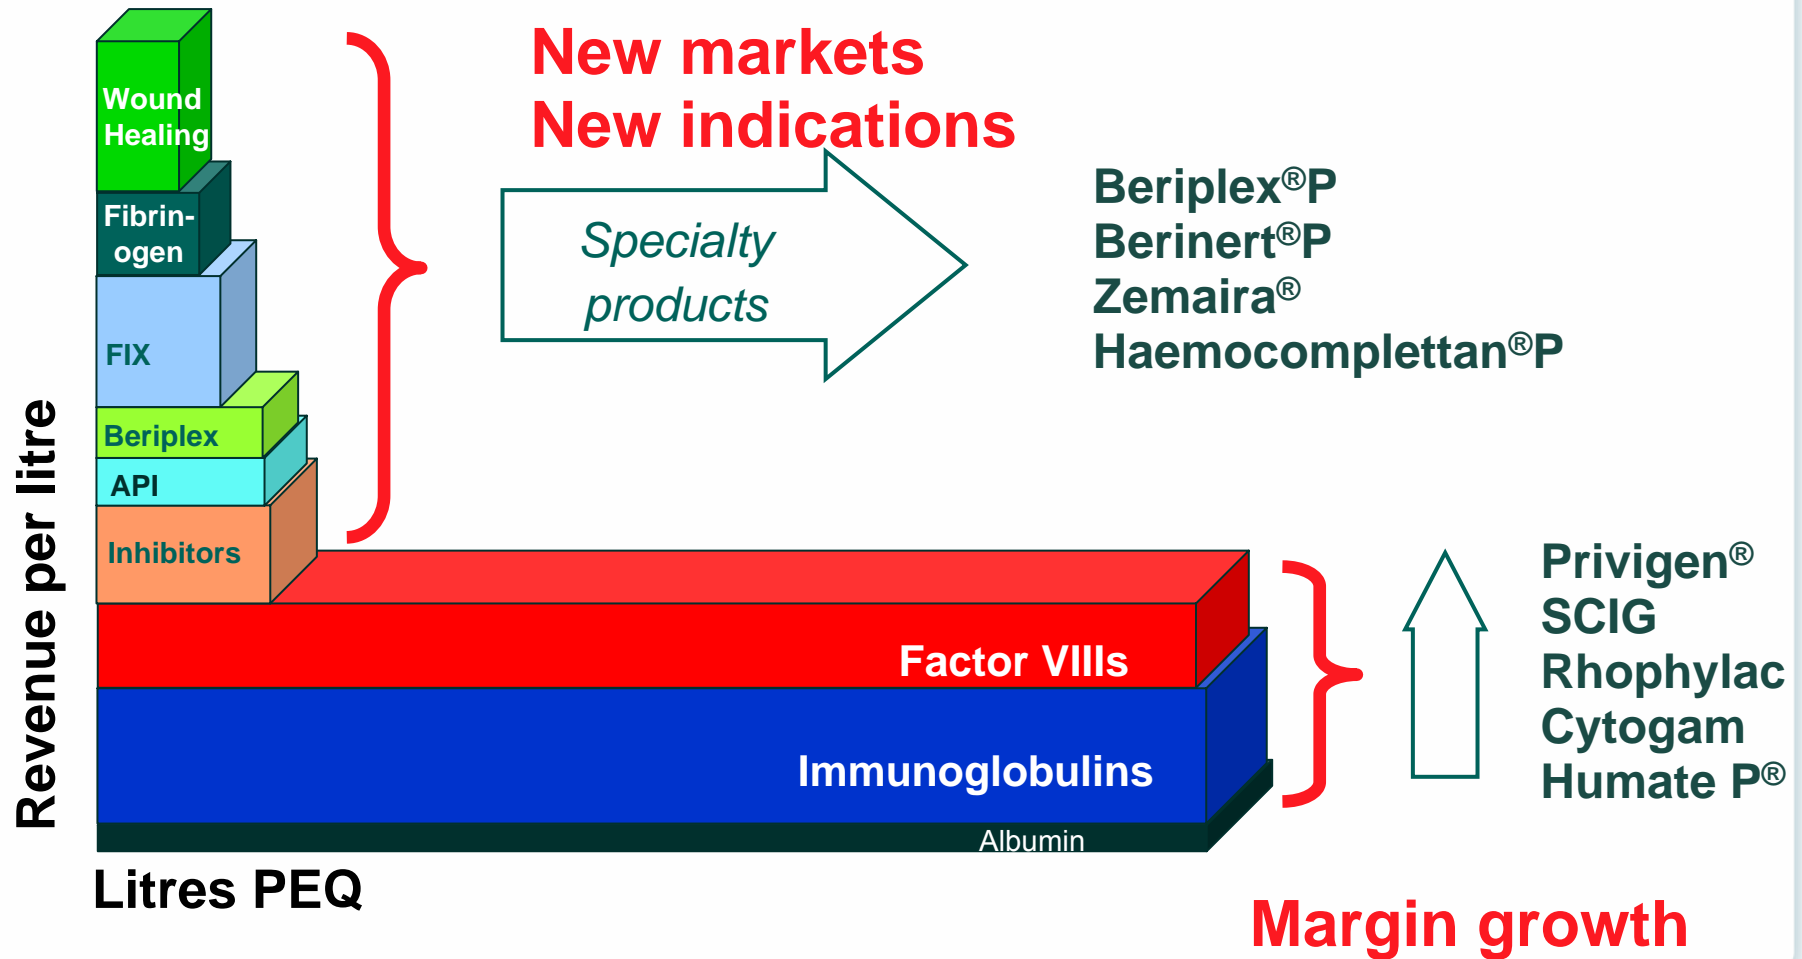 New markets
New indications
Wound
Healing
Fibrin-
ogen
FIX
Beriplex
API
Inhibitors
Specialty
products
Beriplex®P
Berinert®P
Zemaira®
Haemocomplettan®P
Revenue per litre
Factor VIIIs
Immunoglobulins
Albumin
Privigen®
SCIG
Rhophylac
Cytogam
Humate P®
Litres PEQ
Margin growth